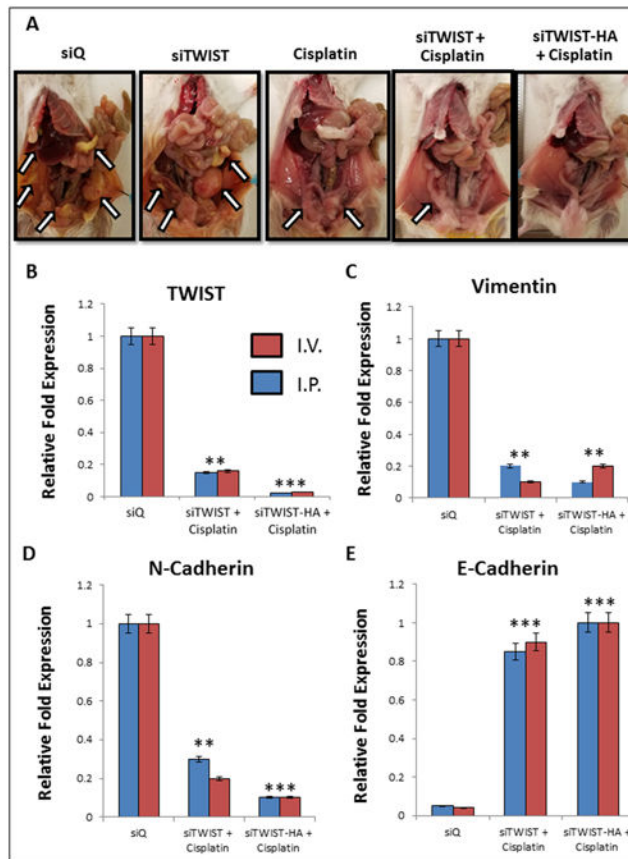 A
siQ
siTWIST
Cisplatin
siTWIST +
Cisplatin
siTWIST-HA
+ Cisplatin
B
TWIST
Relative Fold Expression
1.2
1
0.8
0.6
0.4
0.2
0
I.V.
I.P.
**
***
siQ
siTWIST +
Cisplatin
siTWIST-HA +
Cisplatin
C
Vimentin
Relative Fold Expression
1.2
1
0.8
0.6
0.4
0.2
0
**
**
siQ
siTWIST +
Cisplatin
siTWIST-HA +
Cisplatin
D
N-Cadherin
Relative Fold Expression
1.2
1
0.8
0.6
0.4
0.2
0
**
***
siQ
siTWIST +
Cisplatin
siTWIST-HA +
Cisplatin
E
E-Cadherin
Relative Fold Expression
1.2
1
0.8
0.6
0.4
0.2
0
***
***
siQ
siTWIST +
Cisplatin
siTWIST-HA +
Cisplatin